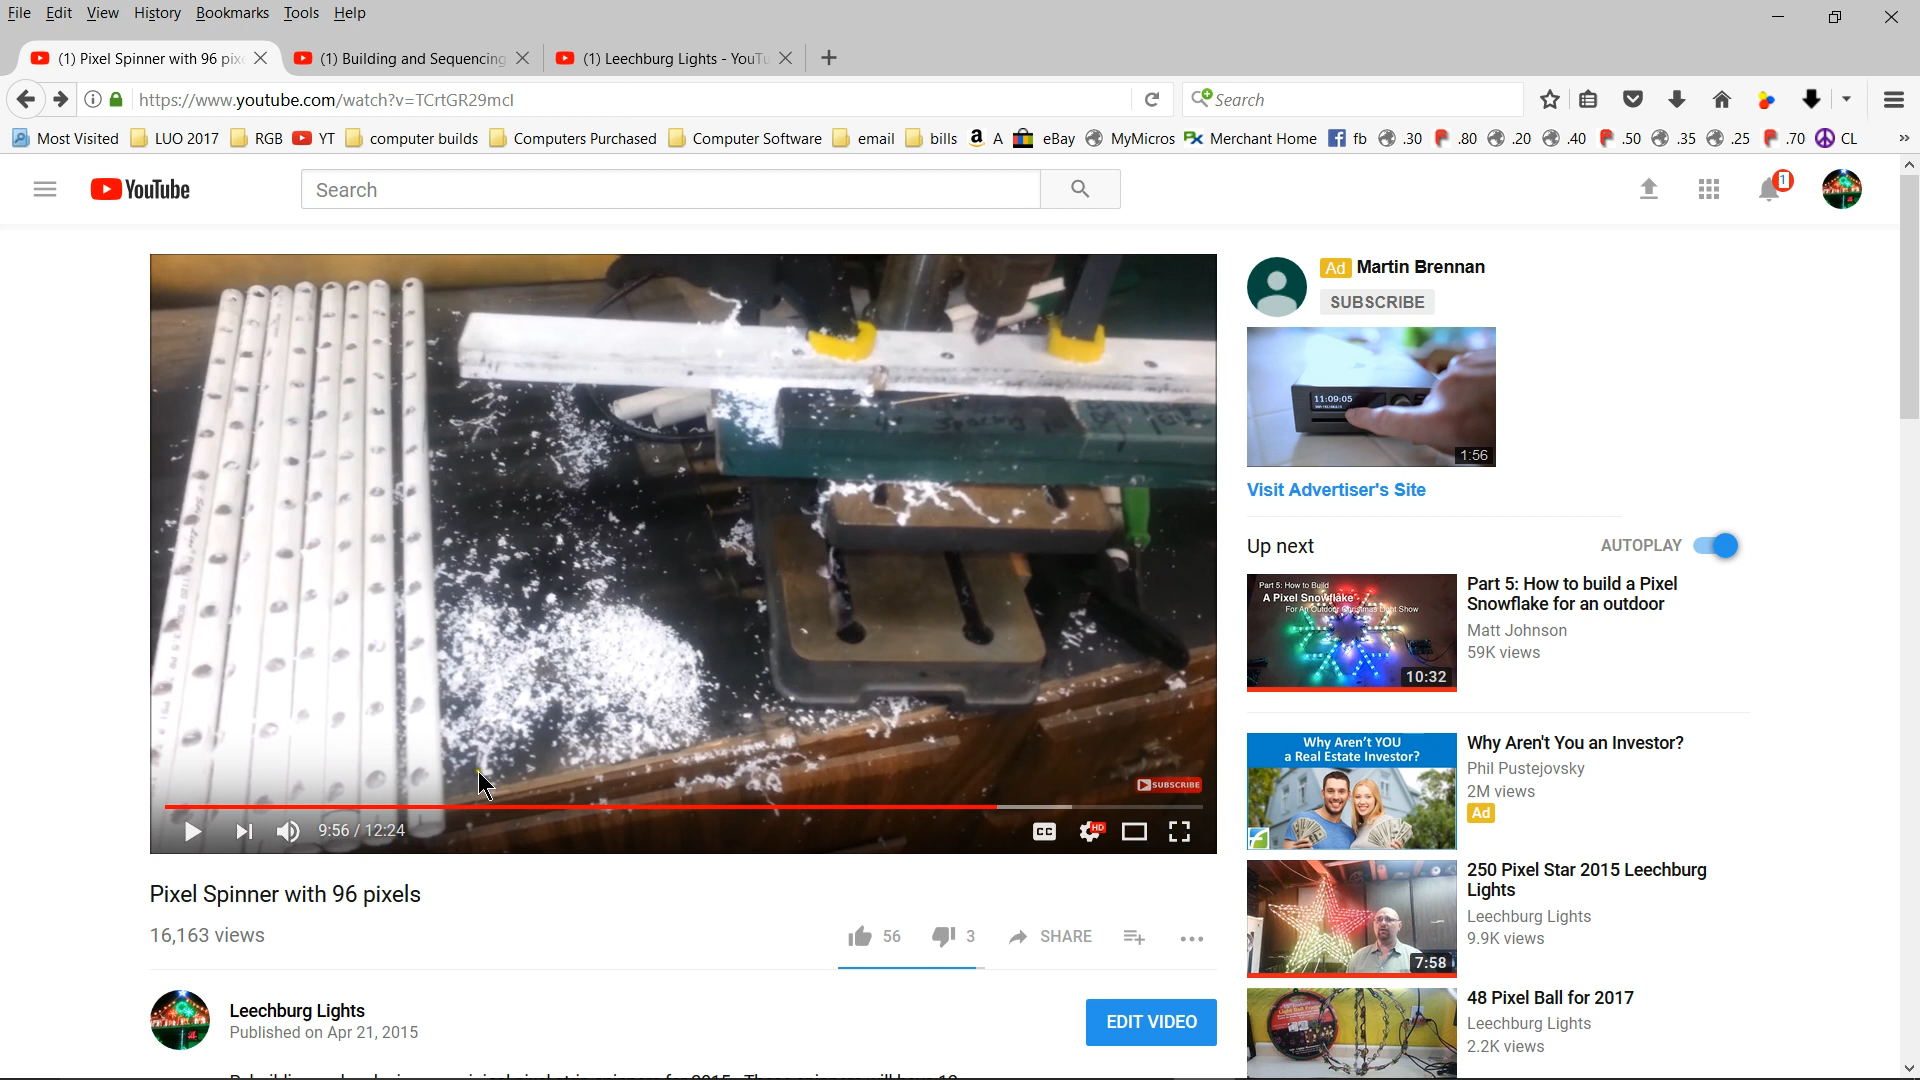 File Edit View History Bookmarks Tools Help
(1) Pixel Spinner with 96 pixe
(1) Building and Sequencing
(1) Leechburg Lights - YouTu
https://www.youtube.com/watch?v=TCrtGR29mcI
Search
Most Visited LUO 2017 RGB YT computer builds Computers Purchased Computer Software email bills A eBay MyMicros Merchant Home fb .30 .80 .20 .40 .50 .35 .25 .70 CL
YouTube
Search
1
Ad Martin Brennan
SUBSCRIBE
11:09:05
1:56
Visit Advertiser's Site
Up next
AUTOPLAY
Part 5: How to Build
A Pixel Snowflake
For An Outdoor Christmas Light Show
10:32
Part 5: How to build a Pixel
Snowflake for an outdoor
Matt Johnson
59K views
Why Aren't YOU
a Real Estate Investor?
Why Aren't You an Investor?
Phil Pustejovsky
2M views
Ad
7:58
250 Pixel Star 2015 Leechburg
Lights
Leechburg Lights
9.9K views
48 Pixel Ball for 2017
Leechburg Lights
2.2K views
SUBSCRIBE
9:56 / 12:24
CC HD
Pixel Spinner with 96 pixels
16,163 views
56 3 SHARE
Leechburg Lights
Published on Apr 21, 2015
EDIT VIDEO